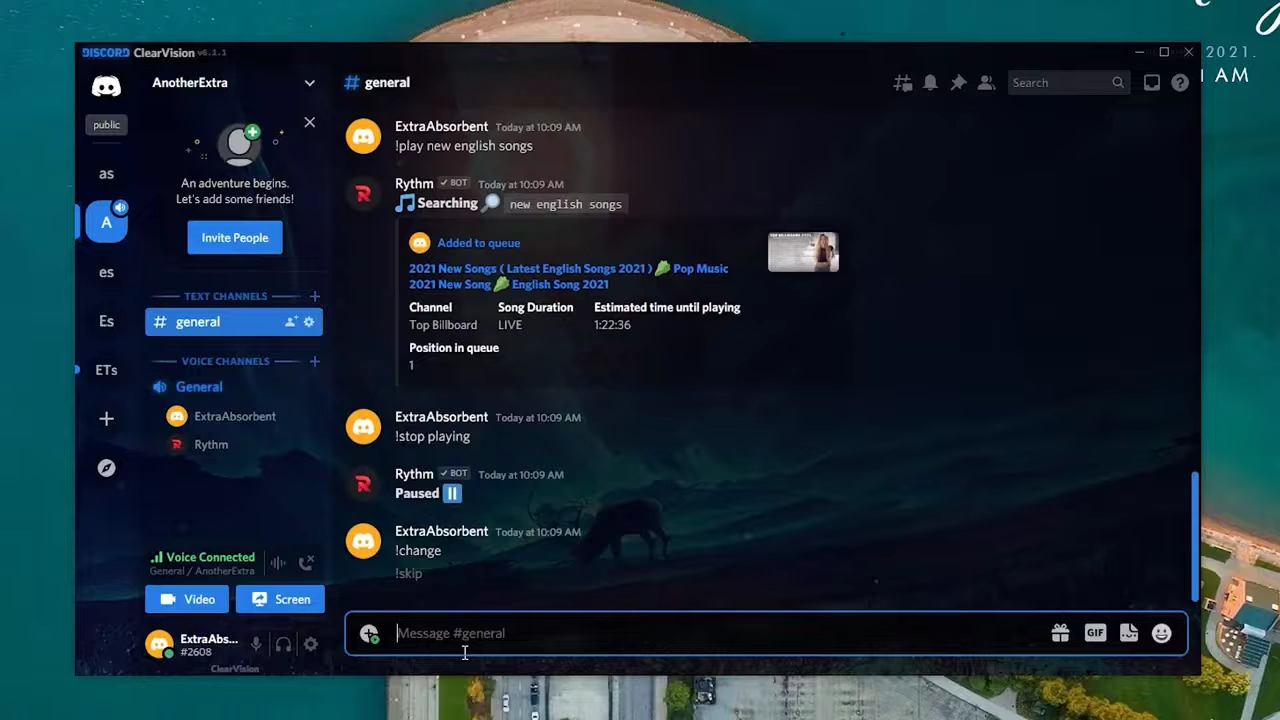 2021.
AM
DISCORD ClearVision v6.1.1
AnotherExtra
# general
Search
public
as
A
es
Es
ETs
An adventure begins.
Let's add some friends!
Invite People
TEXT CHANNELS
# general
VOICE CHANNELS
General
ExtraAbsorbent
Rythm
Voice Connected
General / AnotherExtra
Video
Screen
ExtraAbs...
#2608
ClearVision
ExtraAbsorbent Today at 10:09 AM
!play new english songs
Rythm ✓ BOT Today at 10:09 AM
🎵 Searching 🔎 new english songs
Added to queue
2021 New Songs ( Latest English Songs 2021 ) 🥬 Pop Music
2021 New Song 🥬 English Song 2021
Channel Song Duration Estimated time until playing
Top Billboard LIVE 1:22:36
Position in queue
1
ExtraAbsorbent Today at 10:09 AM
!stop playing
Rythm ✓ BOT Today at 10:09 AM
Paused ⏸
ExtraAbsorbent Today at 10:09 AM
!change
!skip
Message #general
GIF